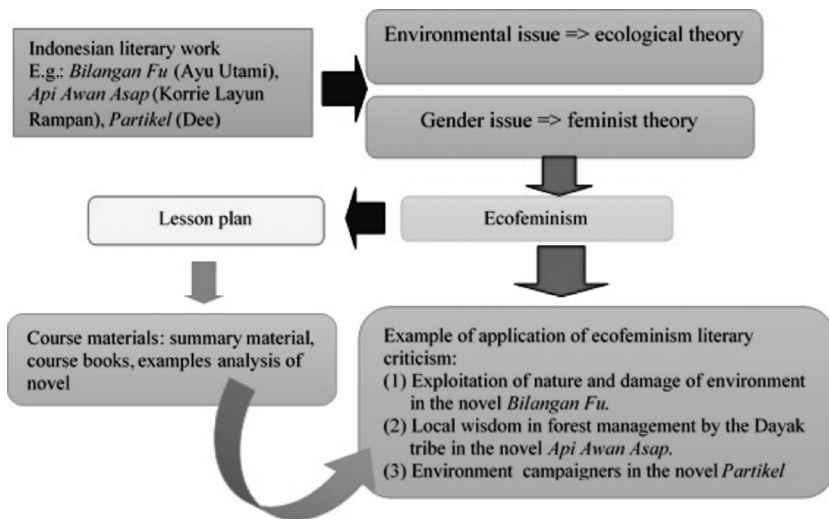 Indonesian literary work
E.g.: Bilangan Fu (Ayu Utami),
Api Awan Asap (Korrie Layun
Rampan), Partikel (Dee)
Environmental issue => ecological theory
Gender issue => feminist theory
Ecofeminism
Lesson plan
Course materials: summary material,
course books, examples analysis of
novel
Example of application of ecofeminism literary
criticism:
(1) Exploitation of nature and damage of environment
in the novel Bilangan Fu.
(2) Local wisdom in forest management by the Dayak
tribe in the novel Api Awan Asap.
(3) Environment campaigners in the novel Partikel